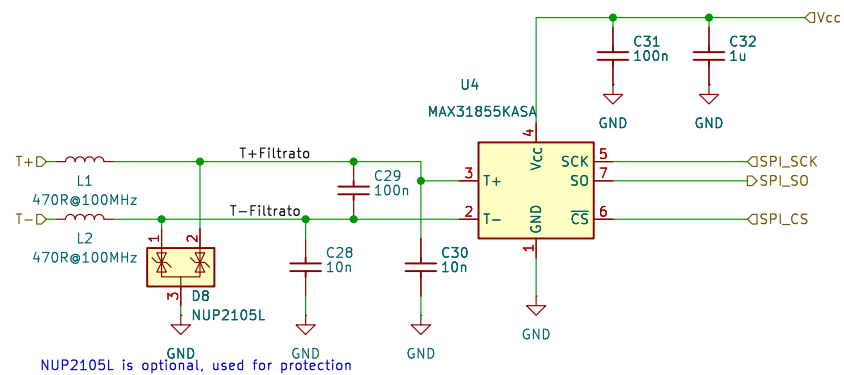 Vcc
C31
100n
C32
1u
GND
GND
U4
MAX31855KASA
4
Vcc
T+
L1
470R@100MHz
T+Filtrato
C29
100n
3
T+
SCK
5
SPI_SCK
SO
7
SPI_SO
T-
L2
470R@100MHz
T-Filtrato
2
T-
GND
CS
6
SPI_CS
1
1
2
3
D8
NUP2105L
C28
10n
C30
10n
GND
GND
GND
GND
NUP2105L is optional, used for protection